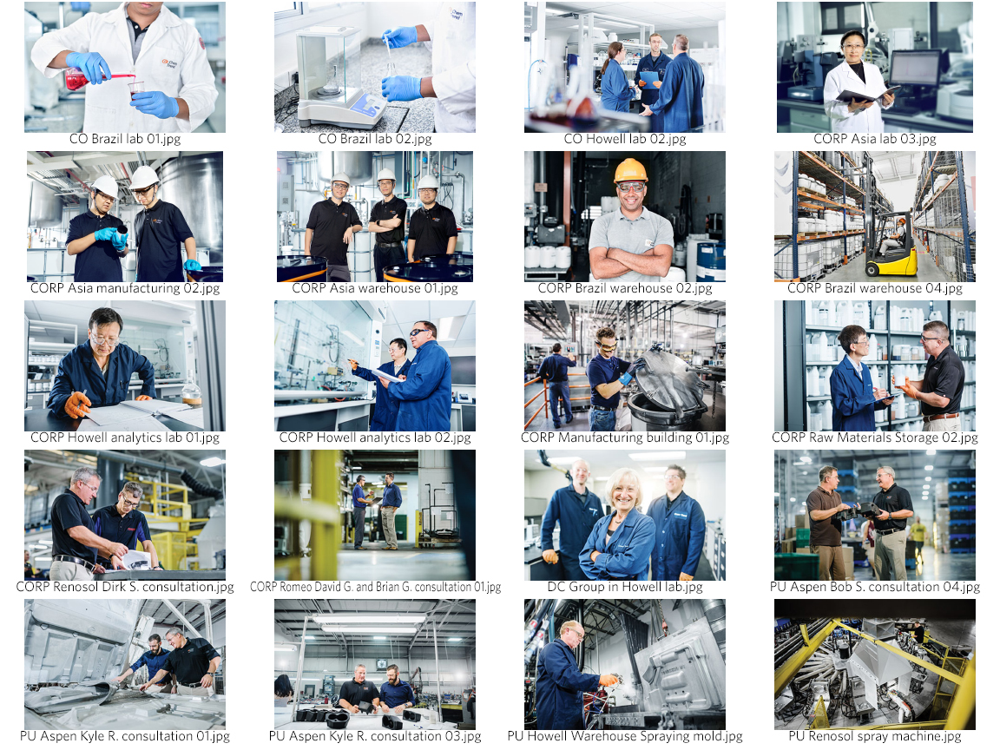 Chem Trend
CO Brazil lab 01.jpg
CO Brazil lab 02.jpg
CO Howell lab 02.jpg
CORP Asia lab 03.jpg
CORP Asia manufacturing 02.jpg
CORP Asia warehouse 01.jpg
CORP Brazil warehouse 02.jpg
CORP Brazil warehouse 04.jpg
CORP Howell analytics lab 01.jpg
CORP Howell analytics lab 02.jpg
CORP Manufacturing building 01.jpg
CORP Raw Materials Storage 02.jpg
CORP Renosol Dirk S. consultation.jpg
CORP Romeo David G. and Brian G. consultation 01.jpg
DC Group in Howell lab.jpg
PU Aspen Bob S. consultation 04.jpg
PU Aspen Kyle R. consultation 01.jpg
PU Aspen Kyle R. consultation 03.jpg
PU Howell Warehouse Spraying mold.jpg
PU Renosol spray machine.jpg